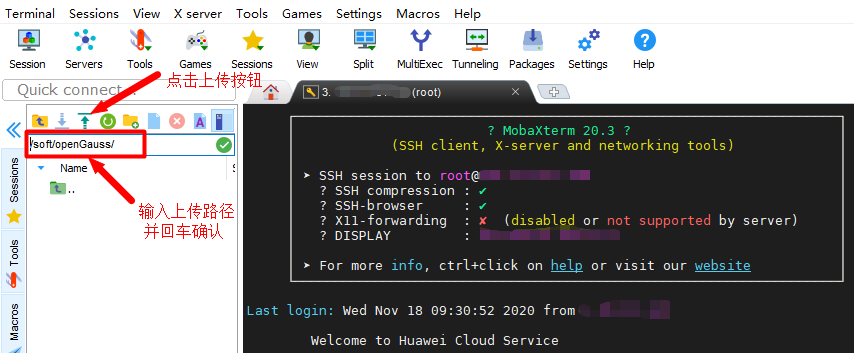 Terminal Sessions View X server Tools Games Settings Macros Help
Session Servers Tools Games Sessions View Split MultiExec Tunneling Packages Settings Help
Quick connect...
点击上传按钮
3. (root)
/soft/openGauss/
Name
..
输入上传路径
并回车确认
Sessions
Tools
Macros
? MobaXterm 20.3 ?
(SSH client, X-server and networking tools)
➤ SSH session to root@
? SSH compression : ✔
? SSH-browser : ✔
? X11-forwarding : ✘ (disabled or not supported by server)
? DISPLAY :
➤ For more info, ctrl+click on help or visit our website
Last login: Wed Nov 18 09:30:52 2020 from
Welcome to Huawei Cloud Service